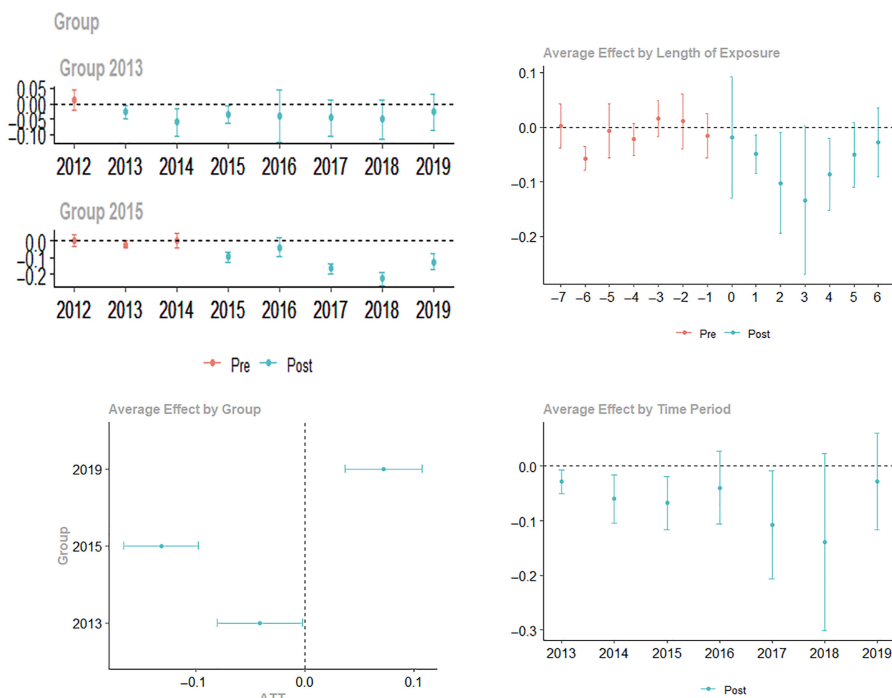 Group
Group 2013
0.05
0.00
−0.05
−0.10
2012 2013 2014 2015 2016 2017 2018 2019
Group 2015
0.0
−0.1
−0.2
2012 2013 2014 2015 2016 2017 2018 2019
Pre Post
Average Effect by Length of Exposure
0.1
0.0
−0.1
−0.2
−7 −6 −5 −4 −3 −2 −1 0 1 2 3 4 5 6
Pre Post
Average Effect by Group
Group
2019
2015
2013
−0.1 0.0 0.1
ATT
Average Effect by Time Period
0.0
−0.1
−0.2
−0.3
2013 2014 2015 2016 2017 2018 2019
Post